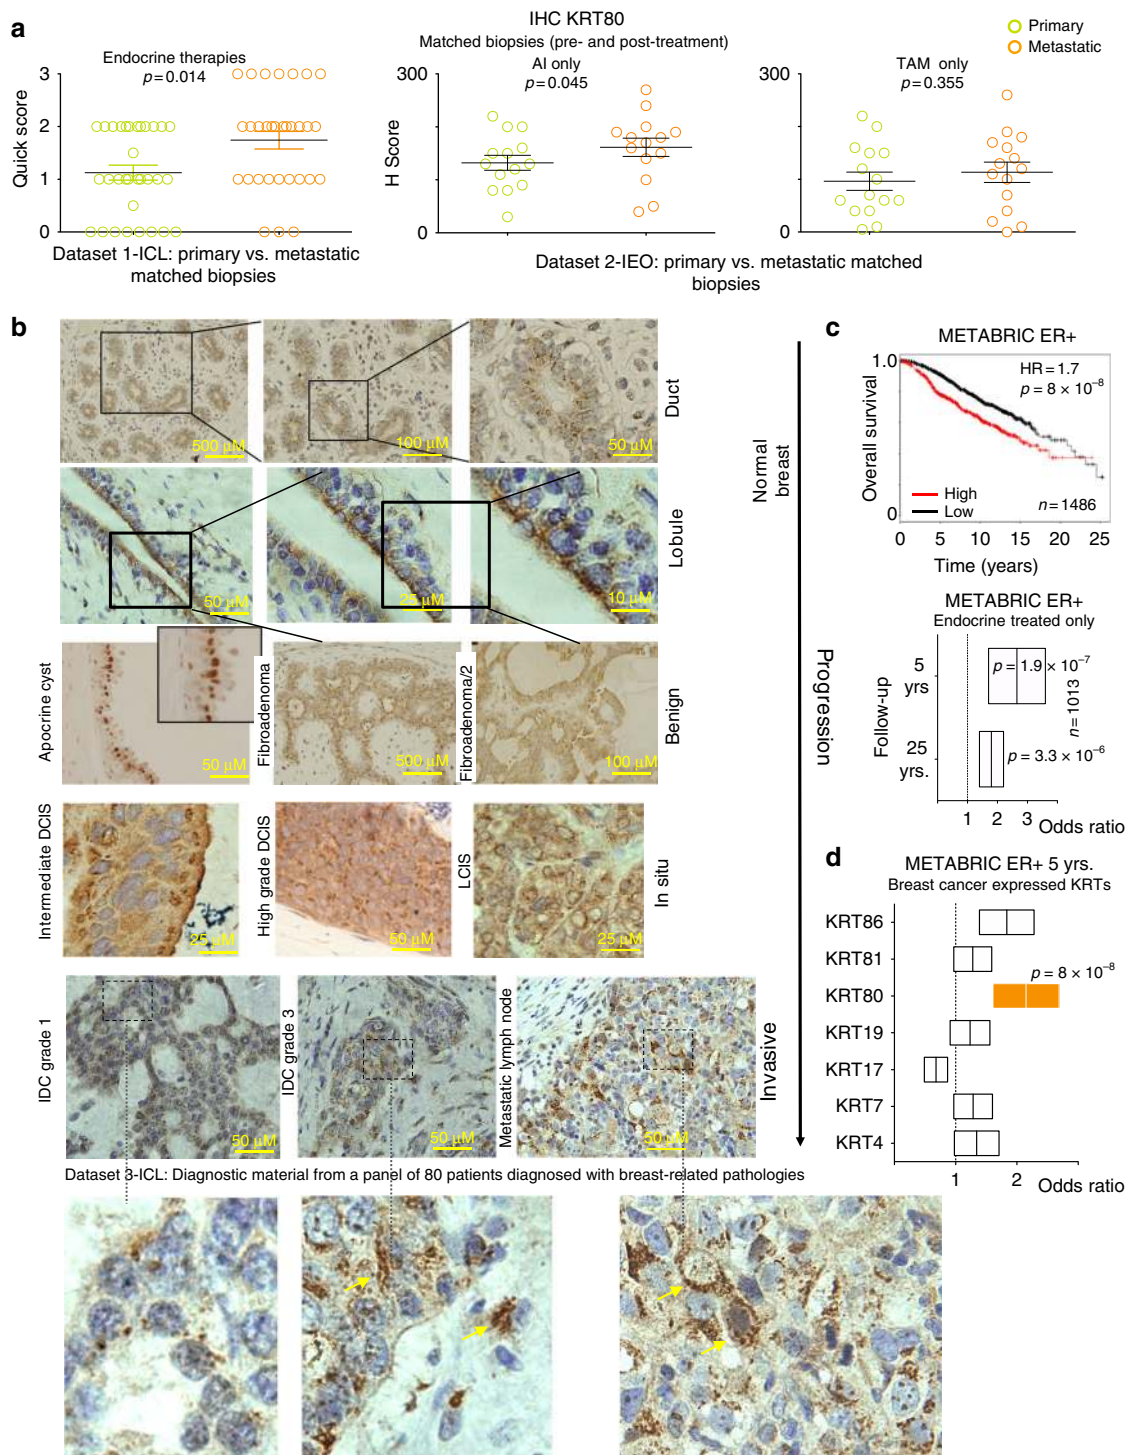 a
IHC KRT80
Matched biopsies (pre- and post-treatment)
Primary
Metastatic
Endocrine therapies
p = 0.014
Quick score
3
2
1
0
Dataset 1-ICL: primary vs. metastatic
matched biopsies
AI only
p = 0.045
H Score
300
0
TAM only
p = 0.355
300
0
Dataset 2-IEO: primary vs. metastatic matched
biopsies
b
500 µM
100 µM
50 µM
Duct
50 µM
25 µM
10 µM
Lobule
Normal
breast
Apocrine cyst
50 µM
Fibroadenoma
500 µM
Fibroadenoma/2
100 µM
Benign
Progression
Intermediate DCIS
25 µM
High grade DCIS
50 µM
LCIS
25 µM
In situ
IDC grade 1
50 µM
IDC grade 3
50 µM
Metastatic lymph node
50 µM
Invasive
Dataset 3-ICL: Diagnostic material from a panel of 80 patients diagnosed with breast-related pathologies
c
METABRIC ER+
Overall survival
1.0
0
HR = 1.7
p = 8 × 10⁻⁸
High
Low
n = 1486
0 5 10 15 20 25
Time (years)
METABRIC ER+
Endocrine treated only
Follow-up
5
yrs
p = 1.9 × 10⁻⁷
n = 1013
25
yrs.
p = 3.3 × 10⁻⁶
1 2 3 Odds ratio
d
METABRIC ER+ 5 yrs.
Breast cancer expressed KRTs
KRT86
KRT81
p = 8 × 10⁻⁸
KRT80
KRT19
KRT17
KRT7
KRT4
1 2 Odds ratio